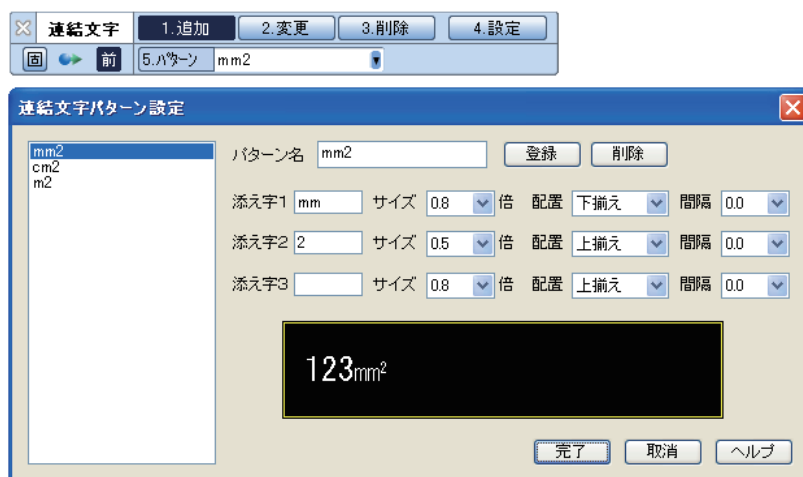 連結文字 1.追加 2.変更 3.削除 4.設定
固 前 5.パターン mm2
連結文字パターン設定
mm2
cm2
m2
パターン名 mm2 登録 削除
添え字1 mm サイズ 0.8 倍 配置 下揃え 間隔 0.0
添え字2 2 サイズ 0.5 倍 配置 上揃え 間隔 0.0
添え字3 サイズ 0.8 倍 配置 上揃え 間隔 0.0
123mm²
完了 取消 ヘルプ